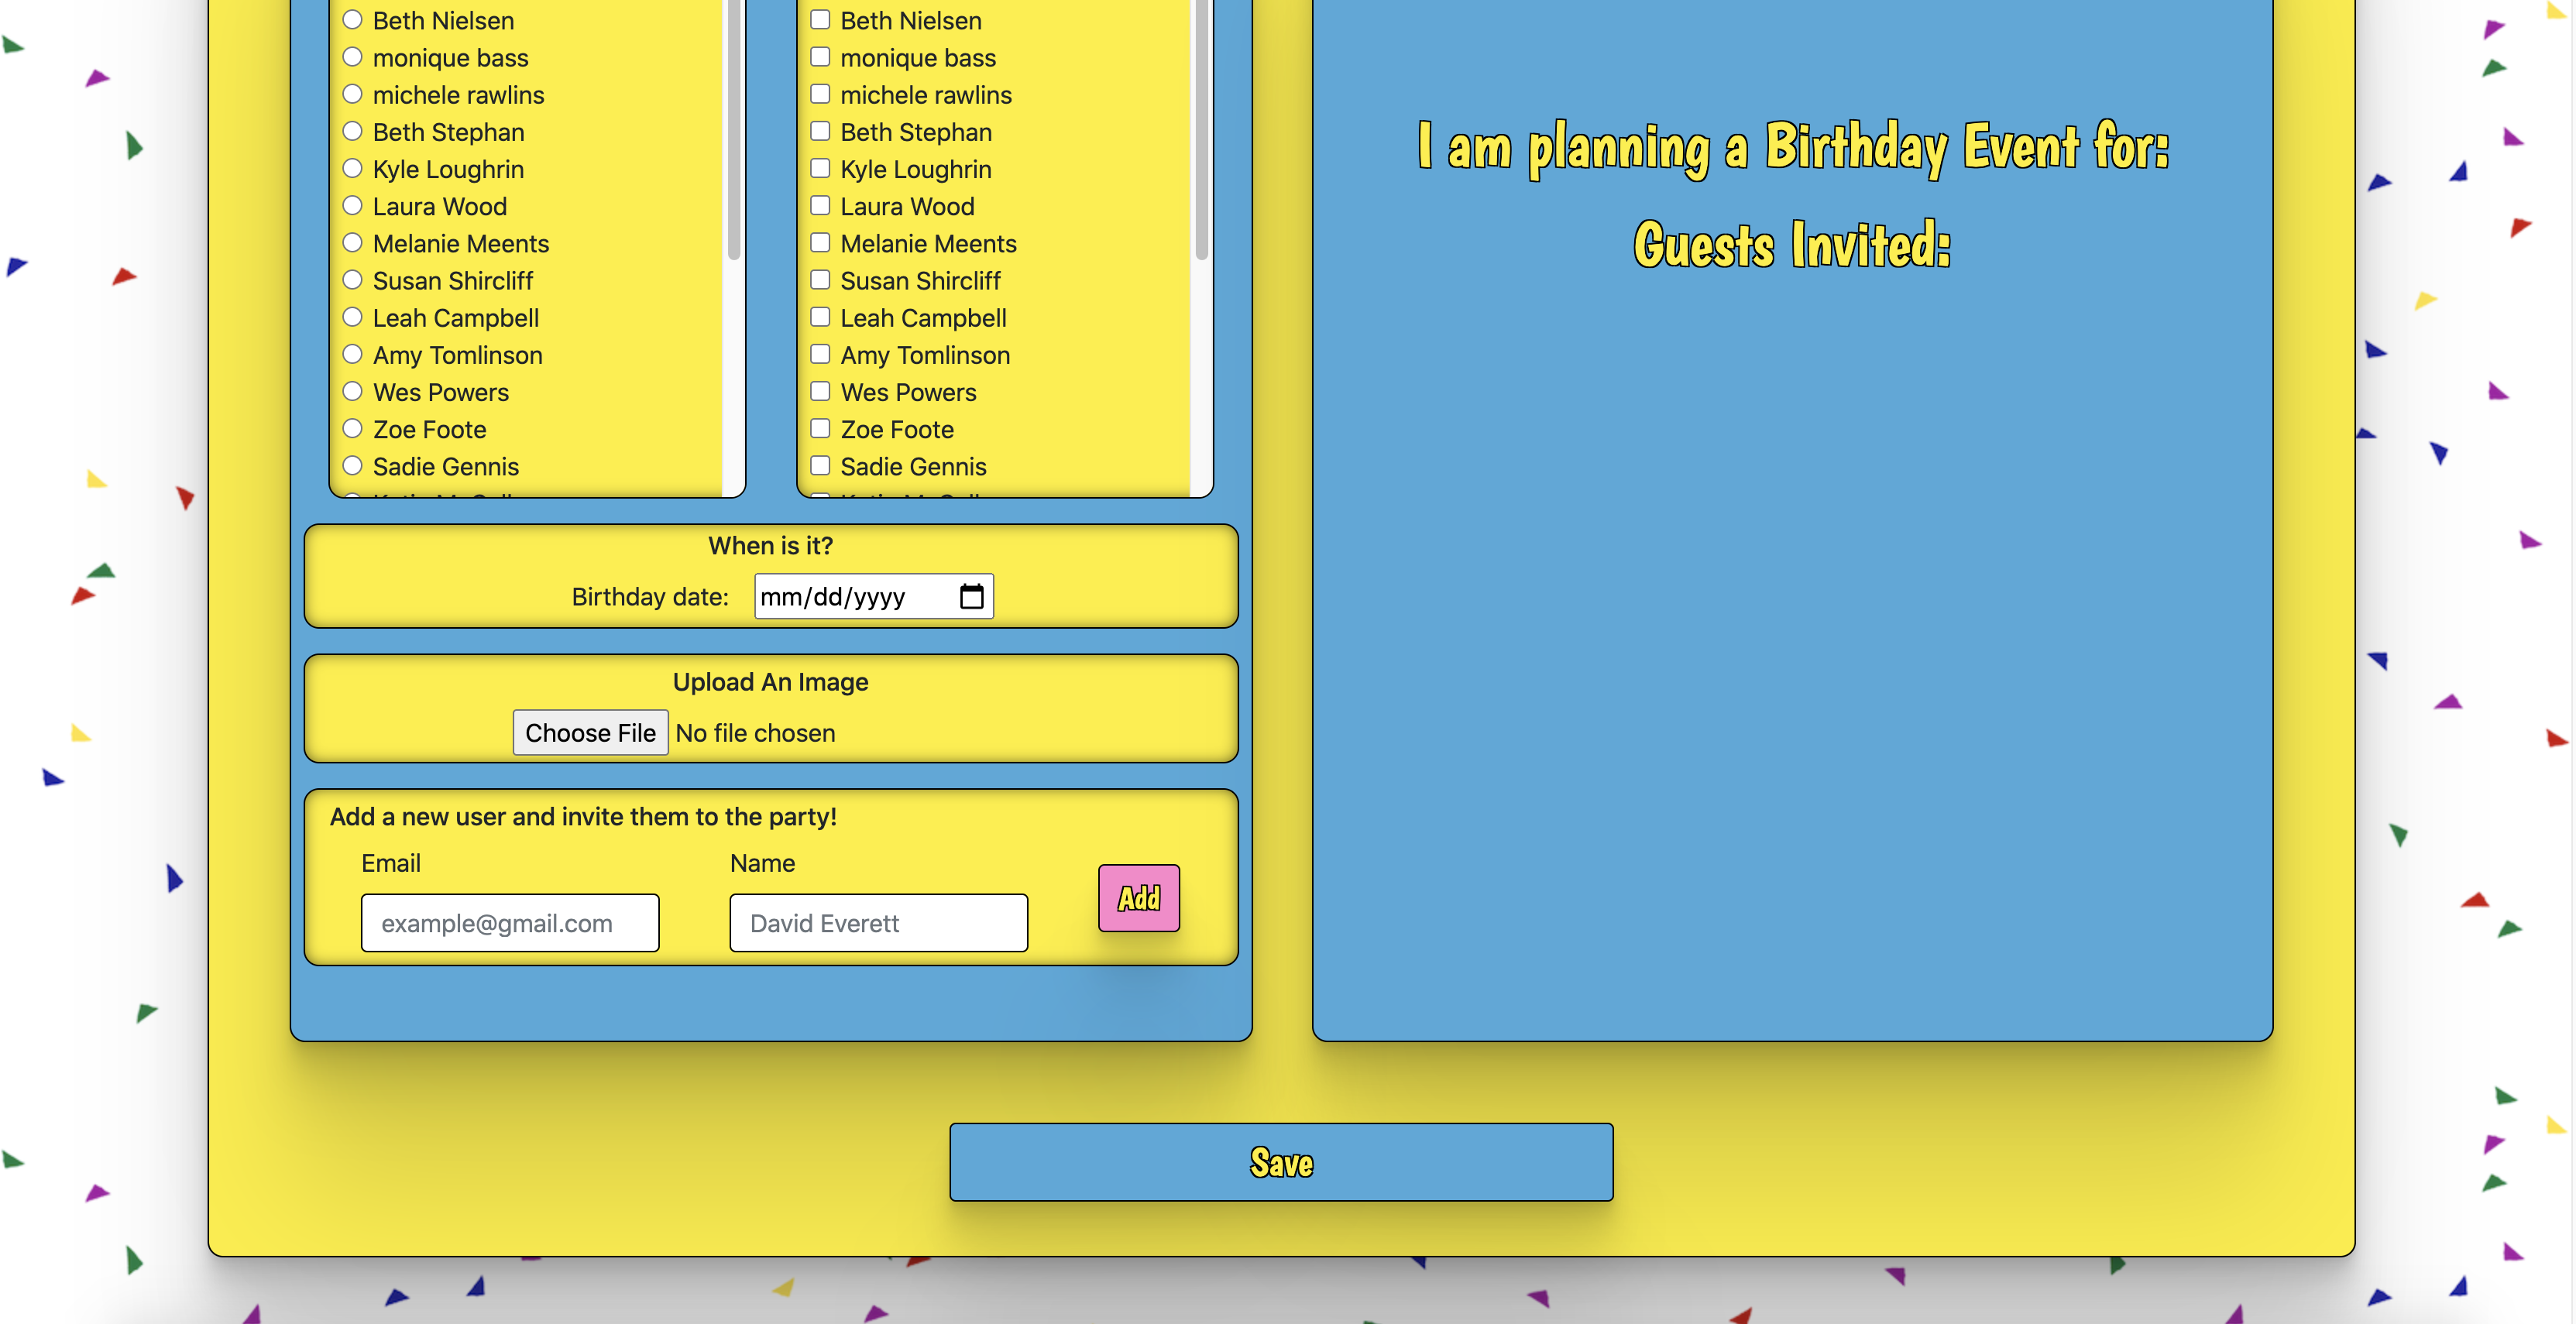 Beth Nielsen
monique bass
michele rawlins
Beth Stephan
Kyle Loughrin
Laura Wood
Melanie Meents
Susan Shircliff
Leah Campbell
Amy Tomlinson
Wes Powers
Zoe Foote
Sadie Gennis
Beth Nielsen
monique bass
michele rawlins
Beth Stephan
Kyle Loughrin
Laura Wood
Melanie Meents
Susan Shircliff
Leah Campbell
Amy Tomlinson
Wes Powers
Zoe Foote
Sadie Gennis
When is it?
Birthday date: mm/dd/yyyy
Upload An Image
Choose File No file chosen
Add a new user and invite them to the party!
Email Name
example@gmail.com David Everett
Add
I am planning a Birthday Event for:
Guests Invited:
Save